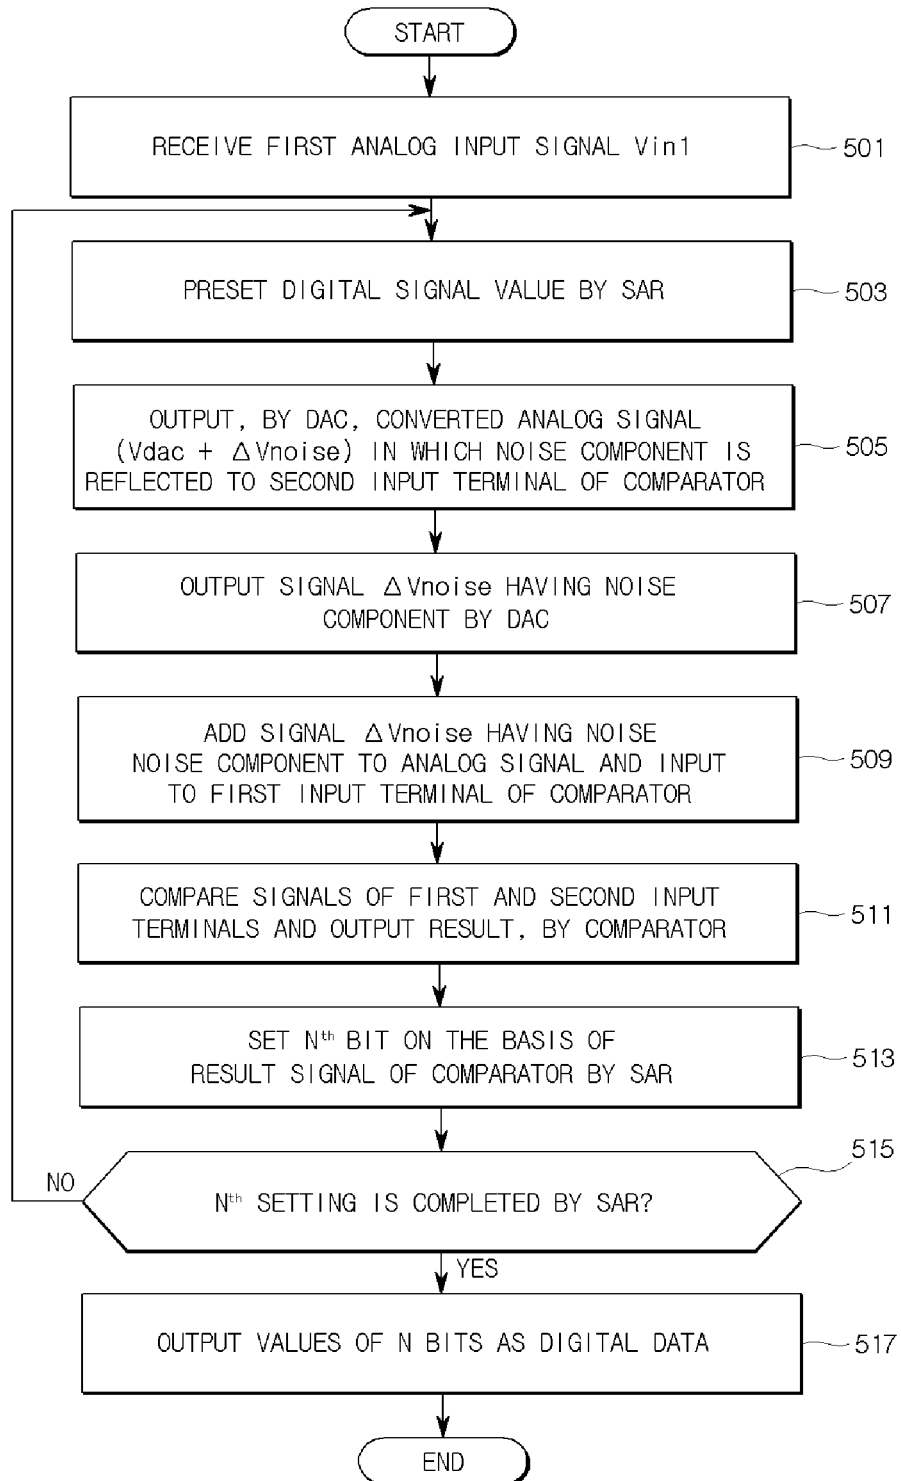 START
RECEIVE FIRST ANALOG INPUT SIGNAL Vin1
501
PRESET DIGITAL SIGNAL VALUE BY SAR
503
OUTPUT, BY DAC, CONVERTED ANALOG SIGNAL
(Vdac + ΔVnoise) IN WHICH NOISE COMPONENT IS
REFLECTED TO SECOND INPUT TERMINAL OF COMPARATOR
505
OUTPUT SIGNAL ΔVnoise HAVING NOISE
COMPONENT BY DAC
507
ADD SIGNAL ΔVnoise HAVING NOISE
NOISE COMPONENT TO ANALOG SIGNAL AND INPUT
TO FIRST INPUT TERMINAL OF COMPARATOR
509
COMPARE SIGNALS OF FIRST AND SECOND INPUT
TERMINALS AND OUTPUT RESULT, BY COMPARATOR
511
SET Nth BIT ON THE BASIS OF
RESULT SIGNAL OF COMPARATOR BY SAR
513
515
NO
Nth SETTING IS COMPLETED BY SAR?
YES
OUTPUT VALUES OF N BITS AS DIGITAL DATA
517
END